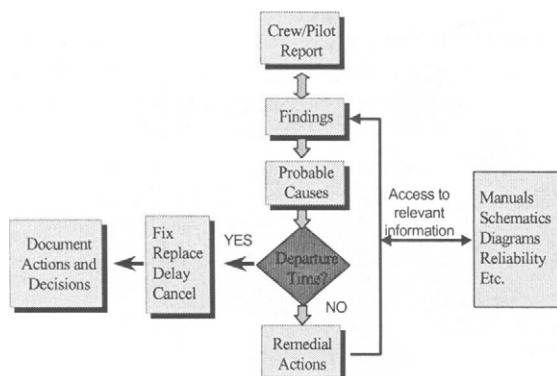 Crew/Pilot
Report
Findings
Probable
Causes
Access to
relevant
information
Manuals
Schematics
Diagrams
Reliability
Etc.
Departure
Time?
YES
Fix
Replace
Delay
Cancel
Document
Actions and
Decisions
NO
Remedial
Actions